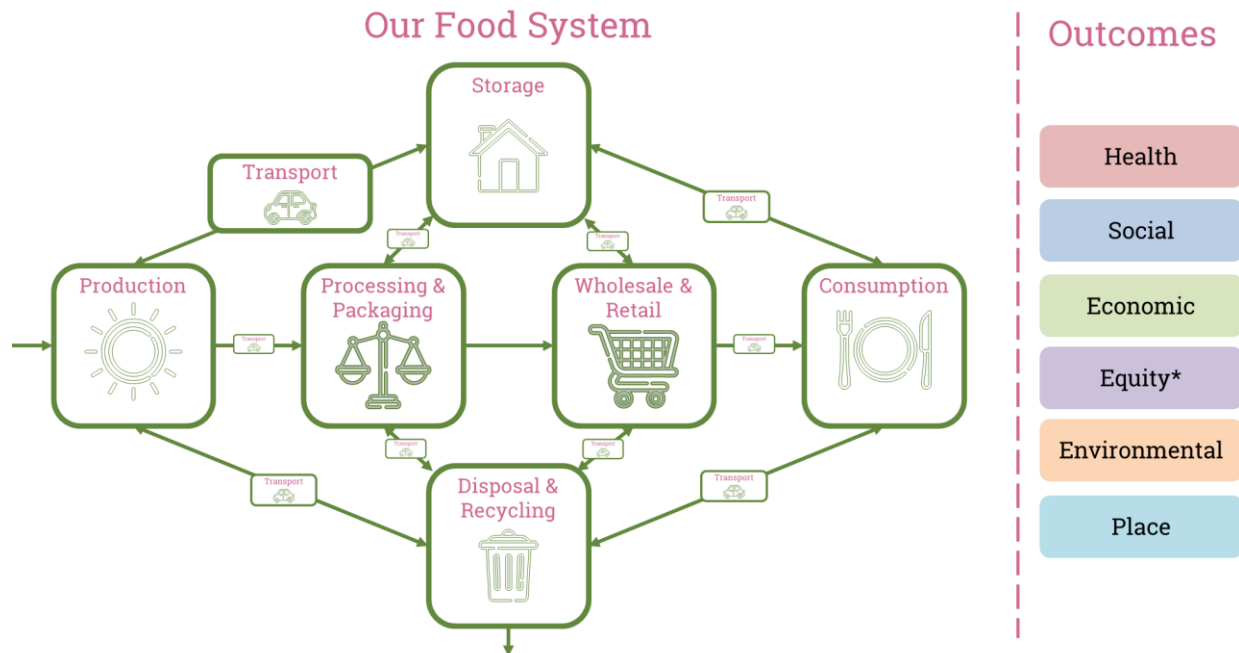 Our Food System
Outcomes
Storage
Transport
Transport
Transport
Transport
Production
Processing &
Packaging
Wholesale &
Retail
Consumption
Transport
Transport
Transport
Transport
Transport
Transport
Disposal &
Recycling
Health
Social
Economic
Equity*
Environmental
Place